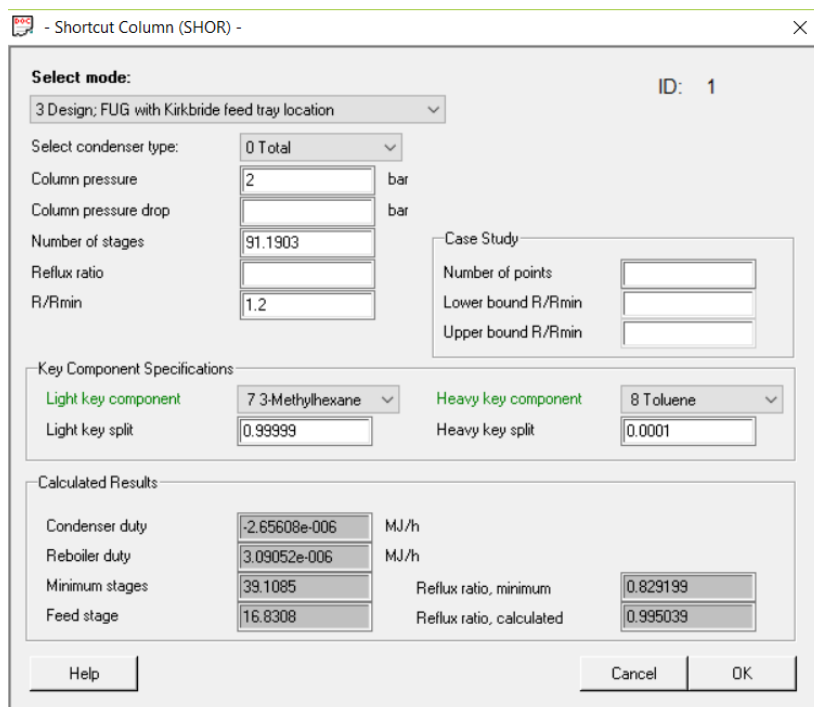 DOC - Shortcut Column (SHOR) -
Select mode:
ID: 1
3 Design; FUG with Kirkbride feed tray location
Select condenser type: 0 Total
Column pressure 2 bar
Column pressure drop bar
Number of stages 91.1903
Reflux ratio
R/Rmin 1.2
Case Study
Number of points
Lower bound R/Rmin
Upper bound R/Rmin
Key Component Specifications
Light key component 7 3-Methylhexane Heavy key component 8 Toluene
Light key split 0.99999 Heavy key split 0.0001
Calculated Results
Condenser duty -2.65608e-006 MJ/h
Reboiler duty 3.09052e-006 MJ/h
Minimum stages 39.1085 Reflux ratio, minimum 0.829199
Feed stage 16.8308 Reflux ratio, calculated 0.995039
Help Cancel OK